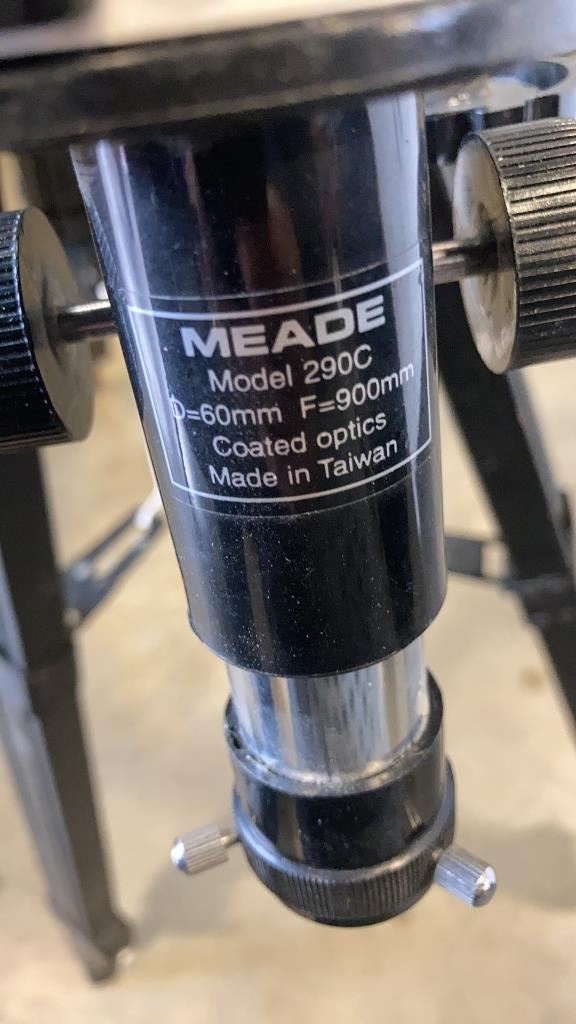 MEADE
Model 290C
D=60mm F=900mm
Coated optics
Made in Taiwan